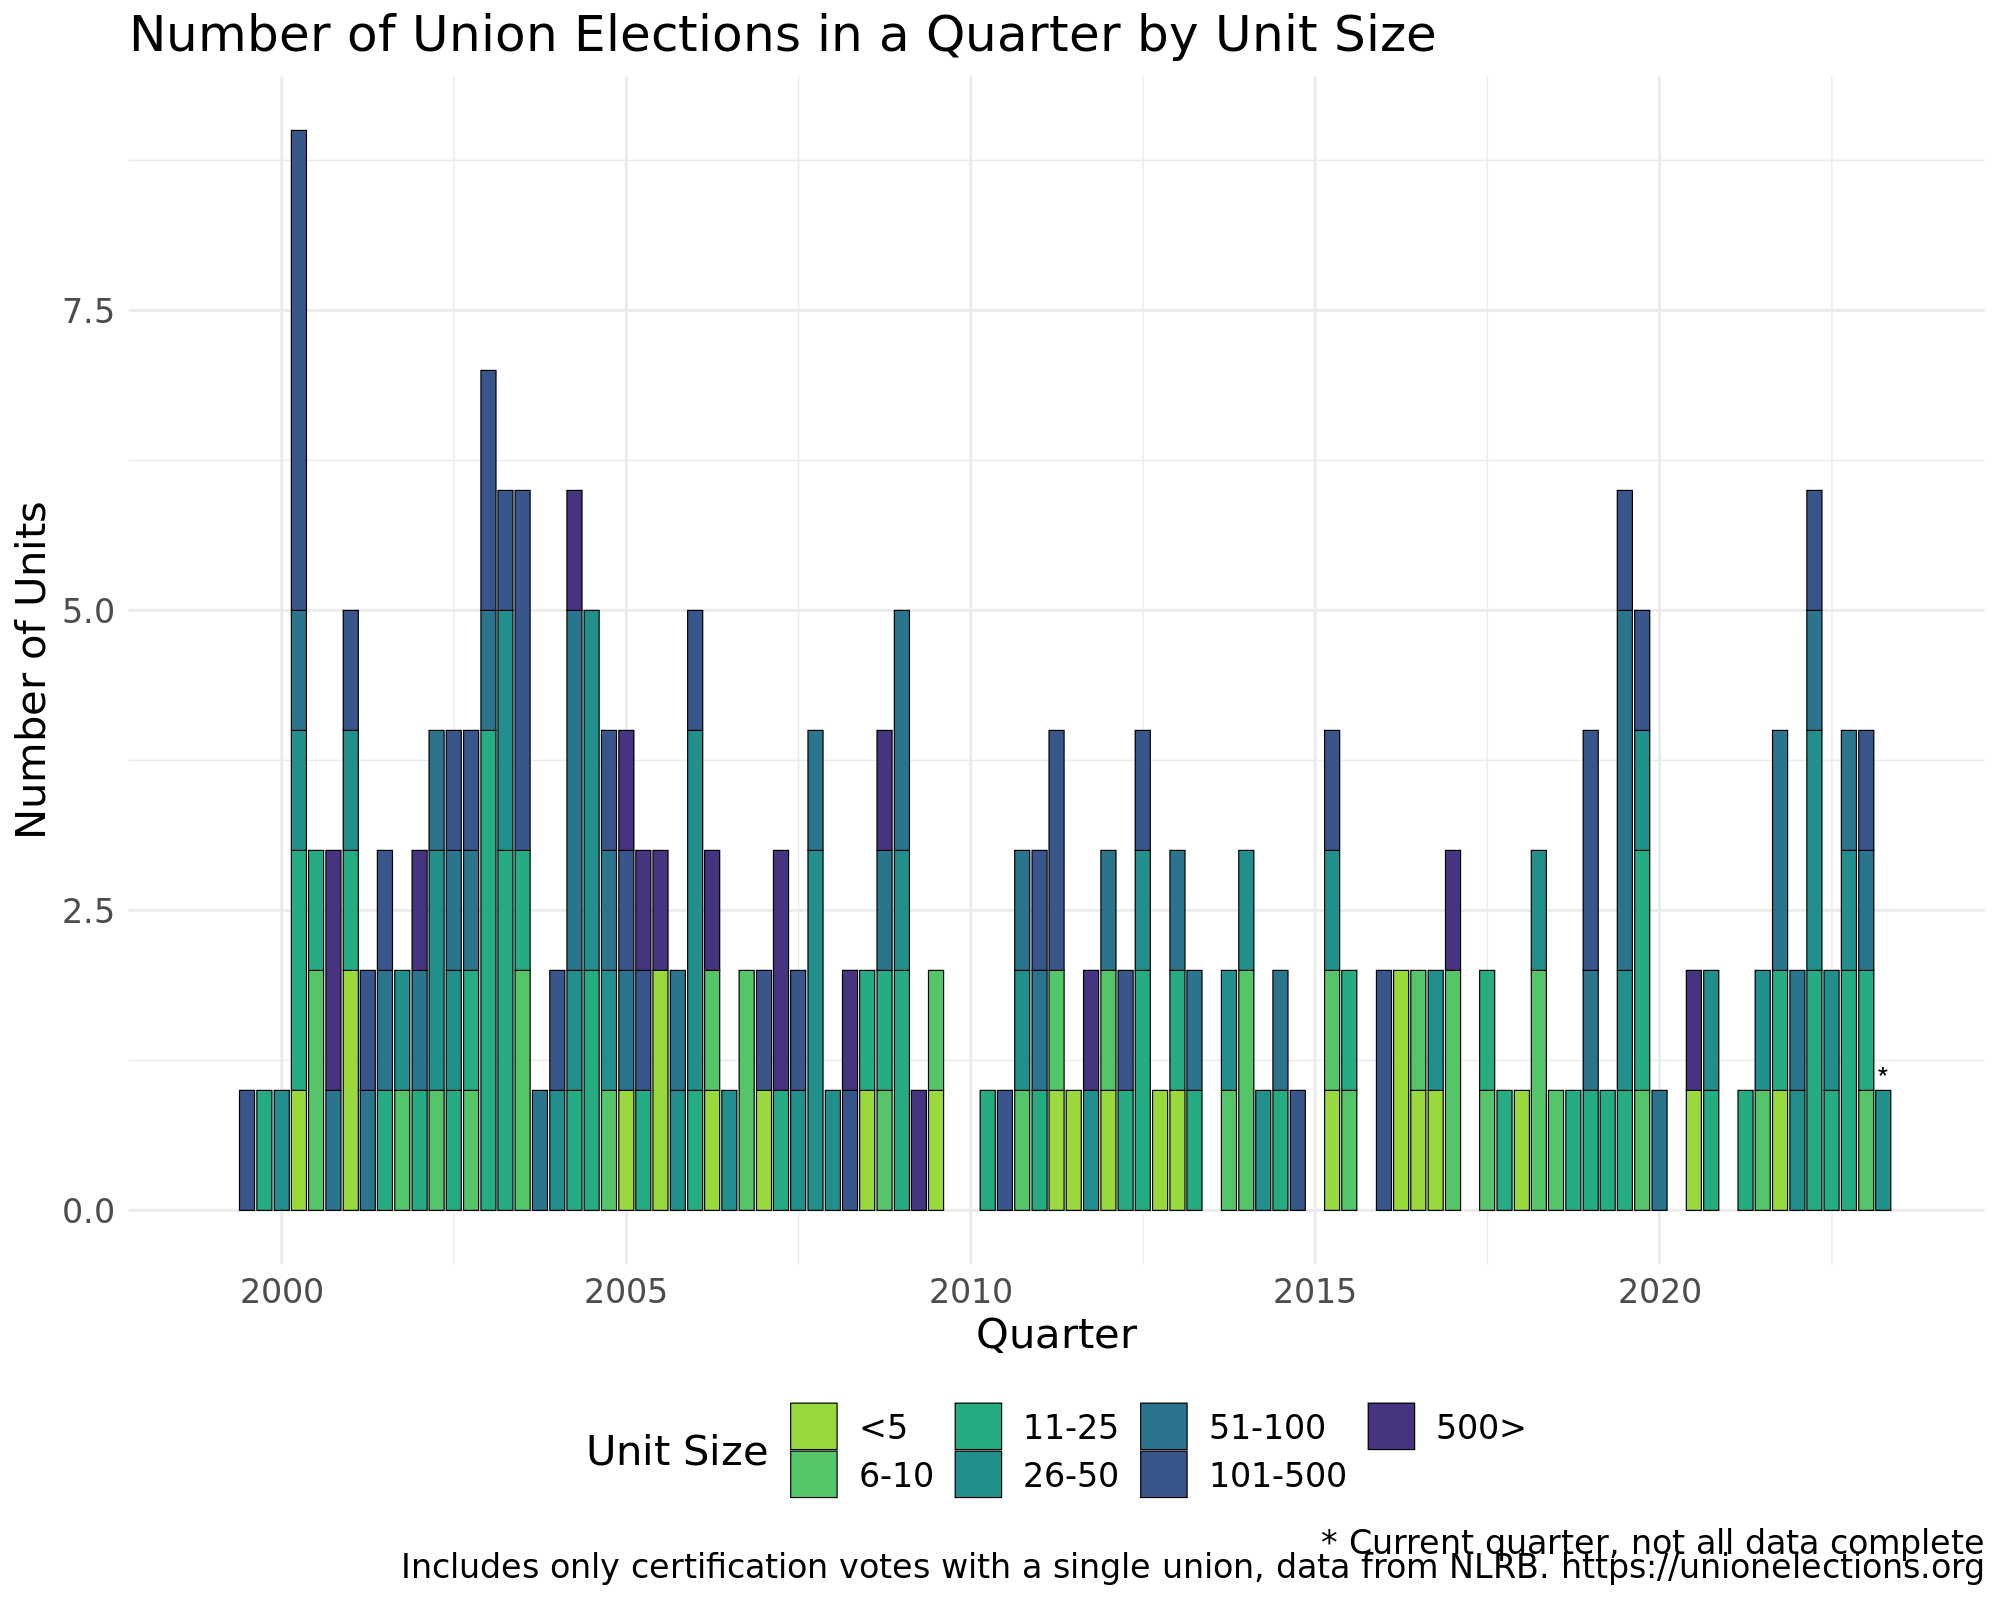 Number of Union Elections in a Quarter by Unit Size
Number of Units
7.5
5.0
2.5
0.0
*
2000 2005 2010 2015 2020
Quarter
Unit Size
<5 11-25 51-100 500>
6-10 26-50 101-500
* Current quarter, not all data complete
Includes only certification votes with a single union, data from NLRB. https://unionelections.org